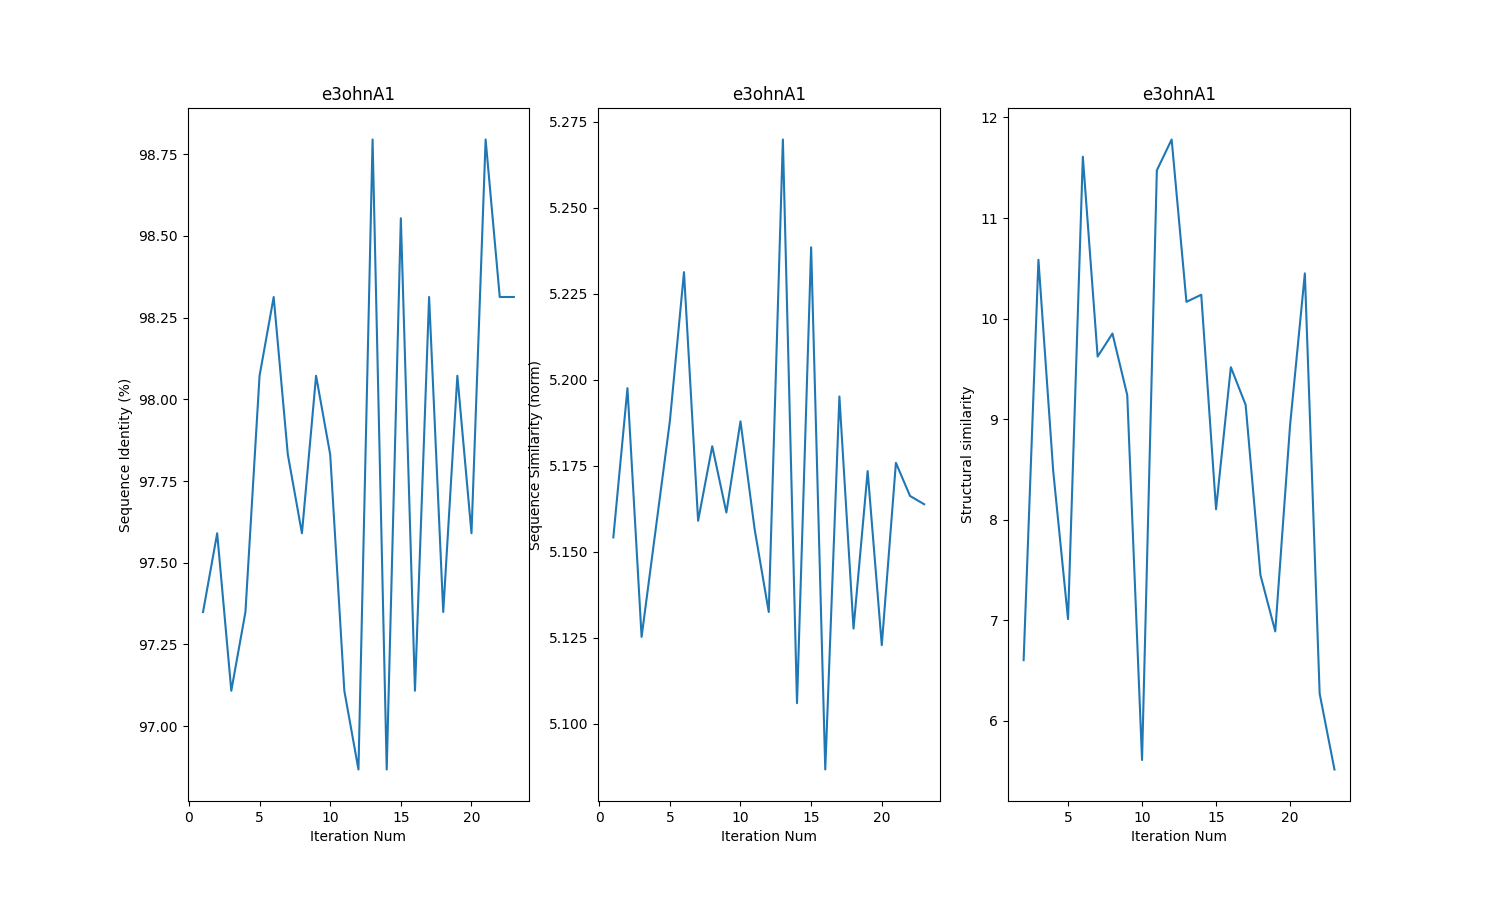 e3ohnA1
98.75
98.50
98.25
98.00
97.75
97.50
97.25
97.00
Sequence Identity (%)
0 5 10 15 20
Iteration Num
e3ohnA1
5.275
5.250
5.225
5.200
5.175
5.150
5.125
5.100
Sequence Similarity (norm)
0 5 10 15 20
Iteration Num
e3ohnA1
12
11
10
9
8
7
6
Structural similarity
5 10 15 20
Iteration Num